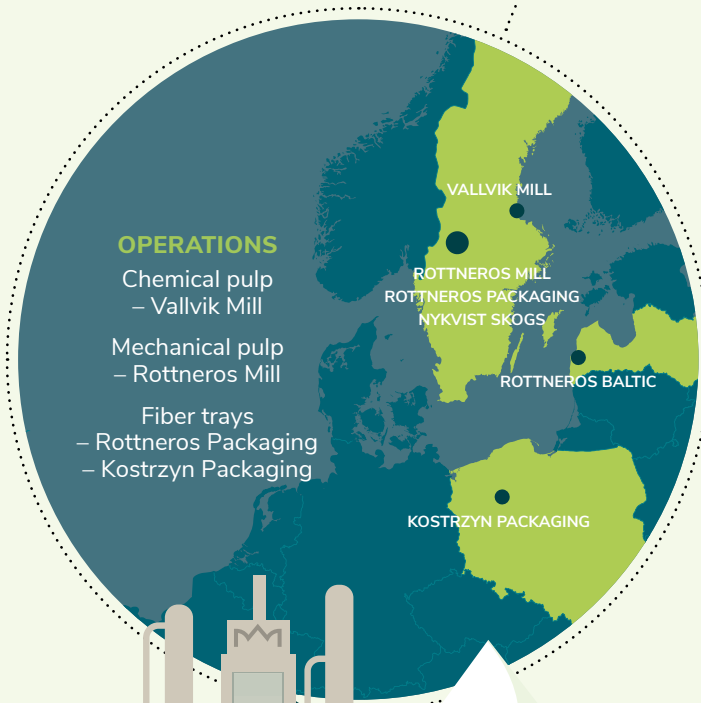 OPERATIONS
Chemical pulp
– Vallvik Mill
Mechanical pulp
– Rottneros Mill
Fiber trays
– Rottneros Packaging
– Kostrzyn Packaging
VALLVIK MILL
ROTTNEROS MILL
ROTTNEROS PACKAGING
NYKVIST SKOGS
ROTTNEROS BALTIC
KOSTRZYN PACKAGING